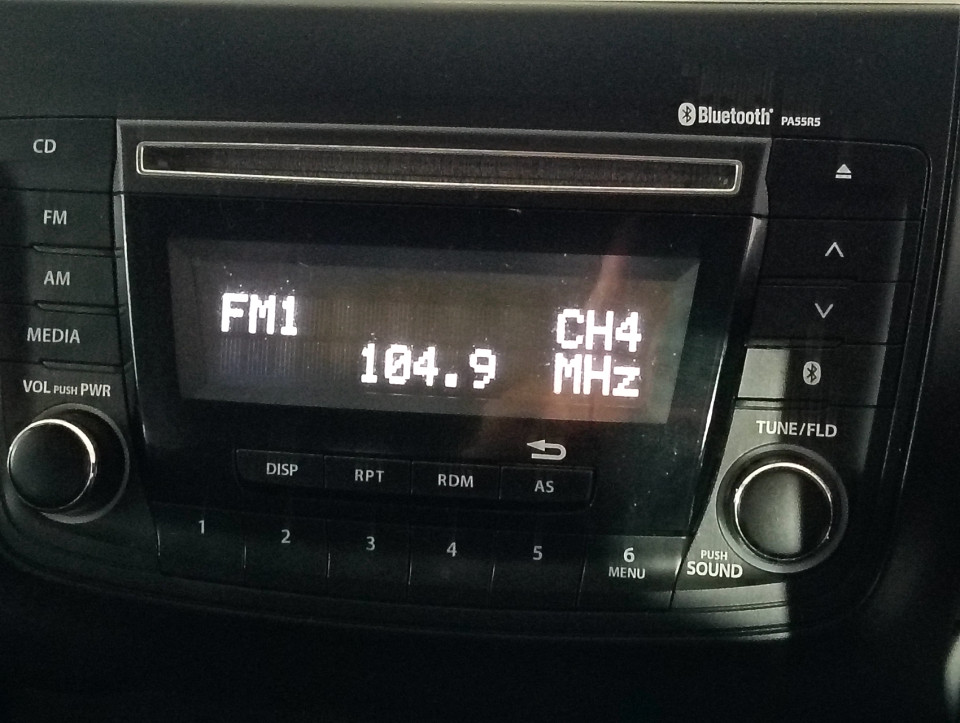 Bluetooth PA55R5
CD
FM
AM
MEDIA
VOL PUSH PWR
FM1 CH4
104.9 MHz
TUNE/FLD
DISP RPT RDM AS
1 2 3 4 5 6
MENU
PUSH
SOUND